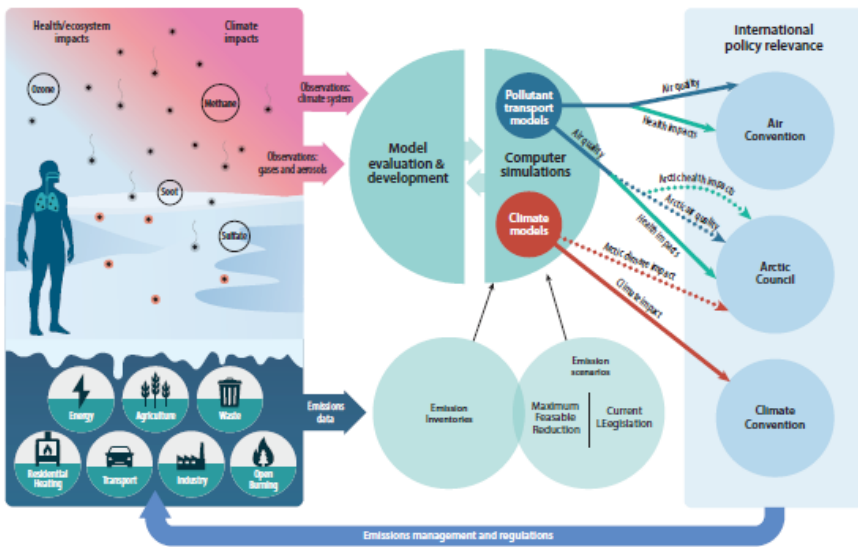 Health/ecosystem
impacts
Climate
impacts
Ozone
Methane
Soot
Sulfate
Observations:
climate system
Observations:
gases and aerosols
Model
evaluation &
development
Pollutant
transport
models
Computer
simulations
Climate
models
Air quality
Health impacts
Air quality
Arctic health impacts
Arctic air quality
Health impacts
Arctic climate impact
Climate impact
International
policy relevance
Air
Convention
Arctic
Council
Climate
Convention
Energy
Agriculture
Waste
Residential
Heating
Transport
Industry
Open
Burning
Emissions
data
Emission
Inventories
Emission
scenarios
Maximum
Feasable
Reduction
Current
LEegislation
Emissions management and regulations